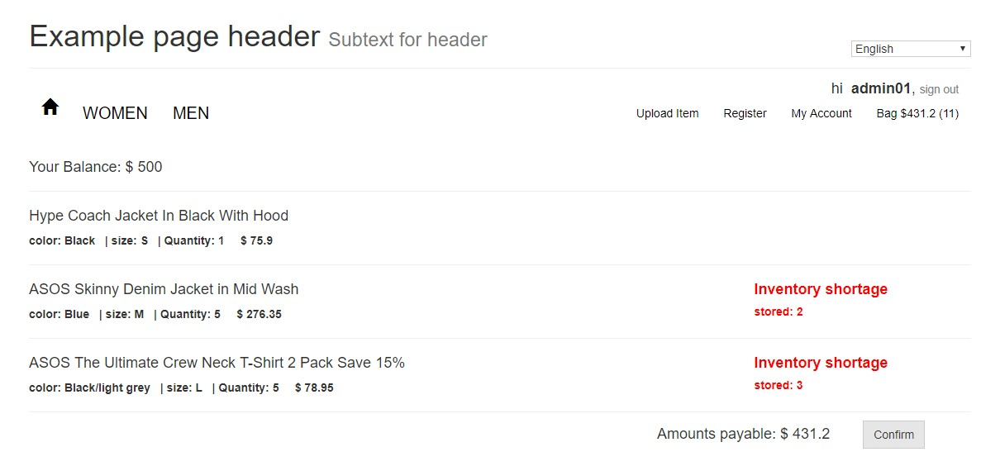 Example page header Subtext for header
English
hi admin01, sign out
WOMEN MEN
Upload Item Register My Account Bag $431.2 (11)
Your Balance: $ 500
Hype Coach Jacket In Black With Hood
color: Black | size: S | Quantity: 1 $ 75.9
ASOS Skinny Denim Jacket in Mid Wash
Inventory shortage
color: Blue | size: M | Quantity: 5 $ 276.35
stored: 2
ASOS The Ultimate Crew Neck T-Shirt 2 Pack Save 15%
Inventory shortage
color: Black/light grey | size: L | Quantity: 5 $ 78.95
stored: 3
Amounts payable: $ 431.2
Confirm